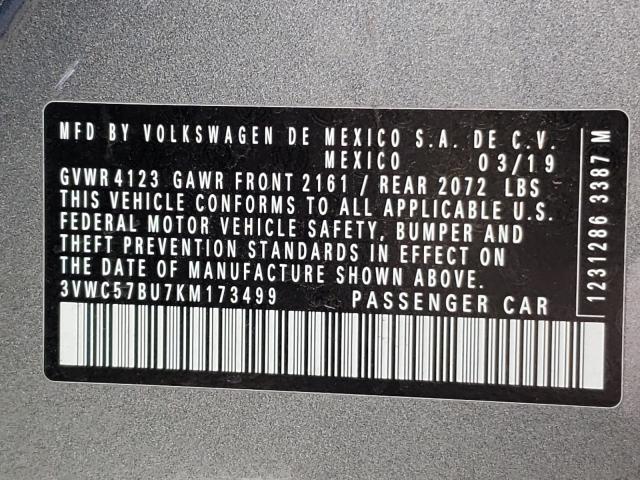 MFD BY VOLKSWAGEN DE MEXICO S.A. DE C.V.
MEXICO 03/19
GVWR 4123 GAWR FRONT 2161 / REAR 2072 LBS
THIS VEHICLE CONFORMS TO ALL APPLICABLE U.S.
FEDERAL MOTOR VEHICLE SAFETY, BUMPER AND
THEFT PREVENTION STANDARDS IN EFFECT ON
THE DATE OF MANUFACTURE SHOWN ABOVE.
3VWC57BU7KM173499 PASSENGER CAR
1231286 3387 M